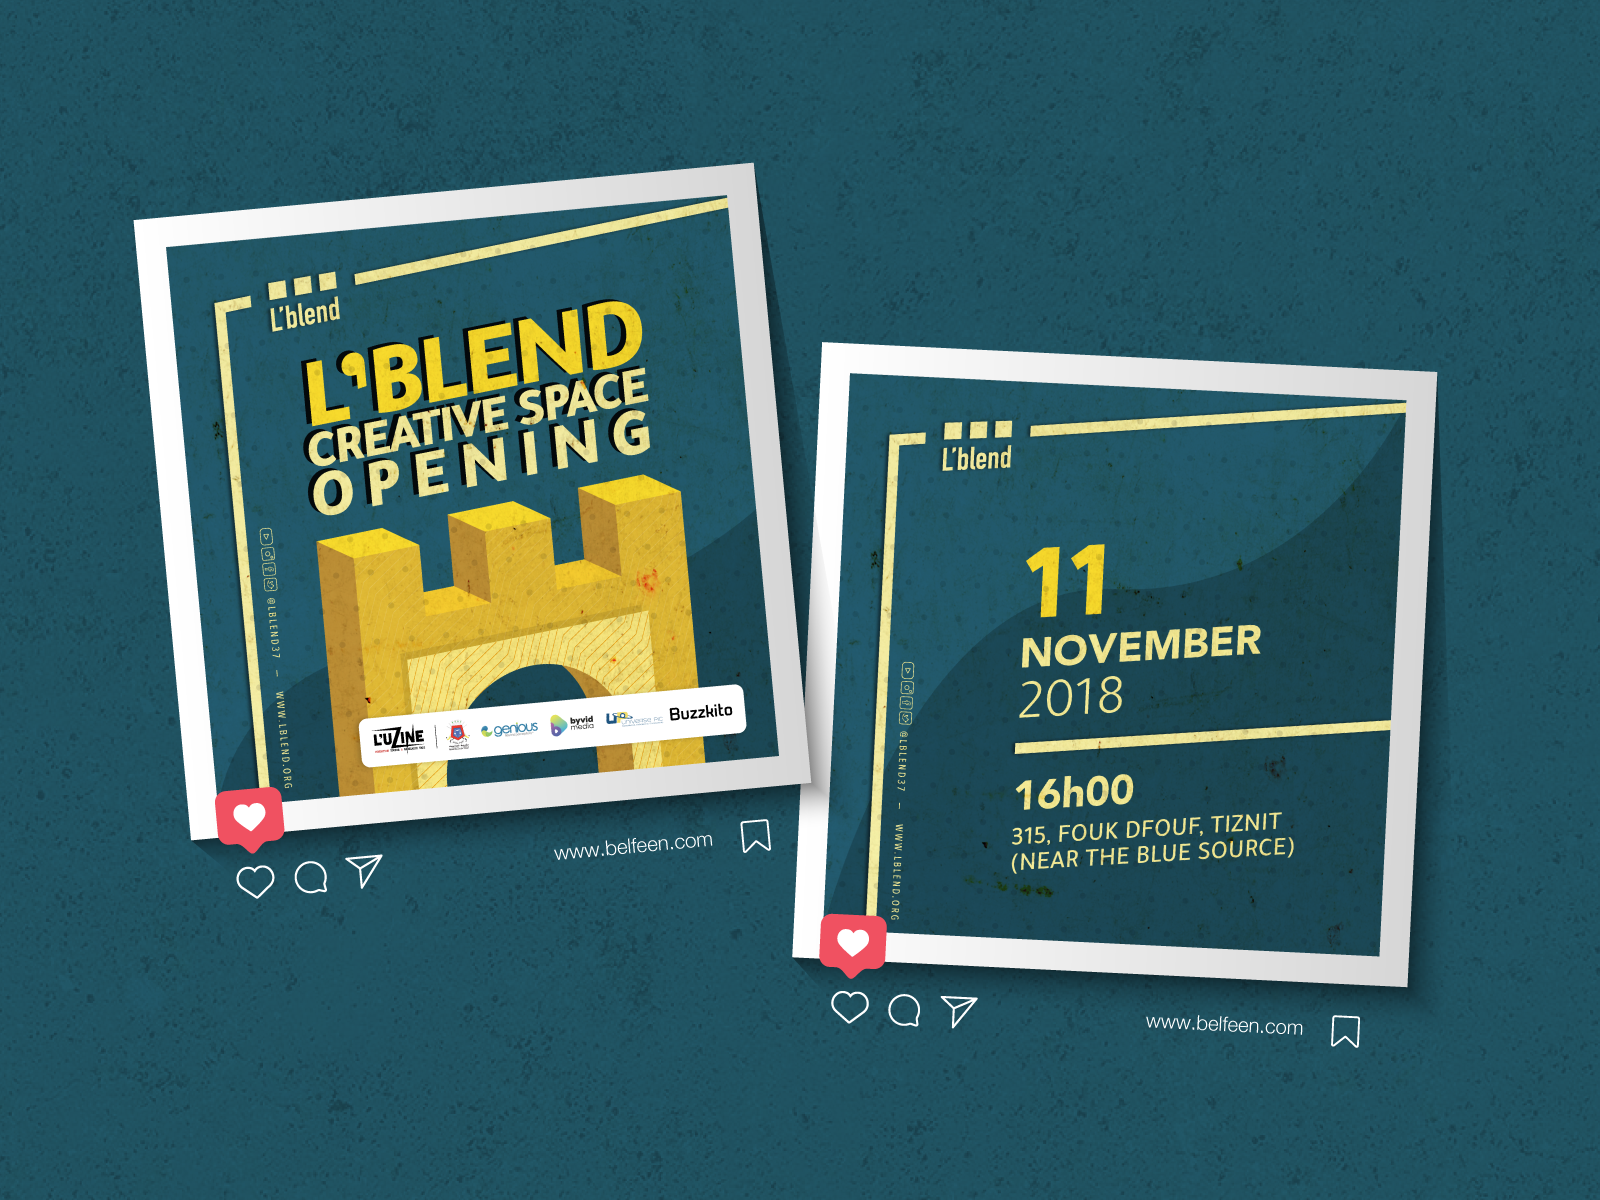 L'blend
L'BLEND
CREATIVE SPACE
OPENING
@LBLEND37 — WWW.LBLEND.ORG
L'UZINE
genious
byvid
media
universe
Buzzkito
www.belfeen.com
L'blend
11
NOVEMBER
2018
16h00
315, FOUK DFOUF, TIZNIT
(NEAR THE BLUE SOURCE)
@LBLEND37 — WWW.LBLEND.ORG
www.belfeen.com